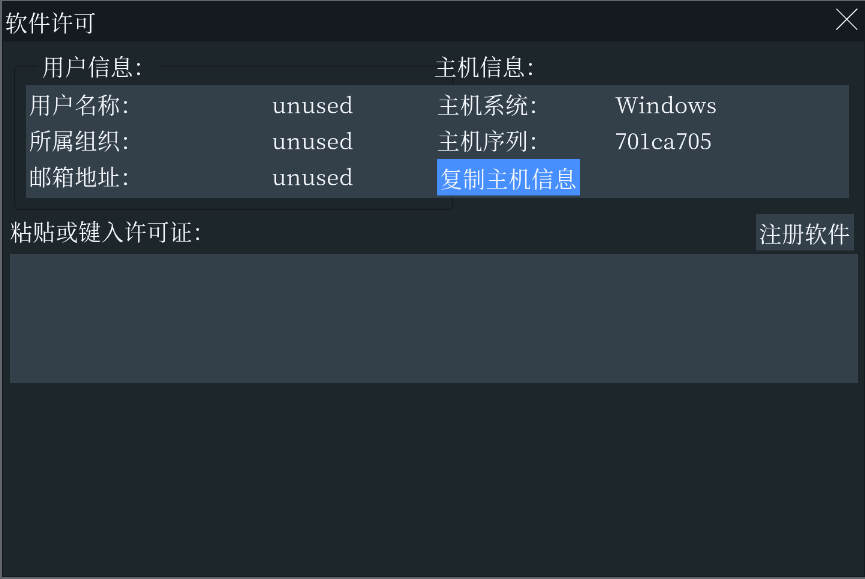 软件许可
用户信息: 主机信息:
用户名称: unused 主机系统: Windows
所属组织: unused 主机序列: 701ca705
邮箱地址: unused 复制主机信息
粘贴或键入许可证: 注册软件